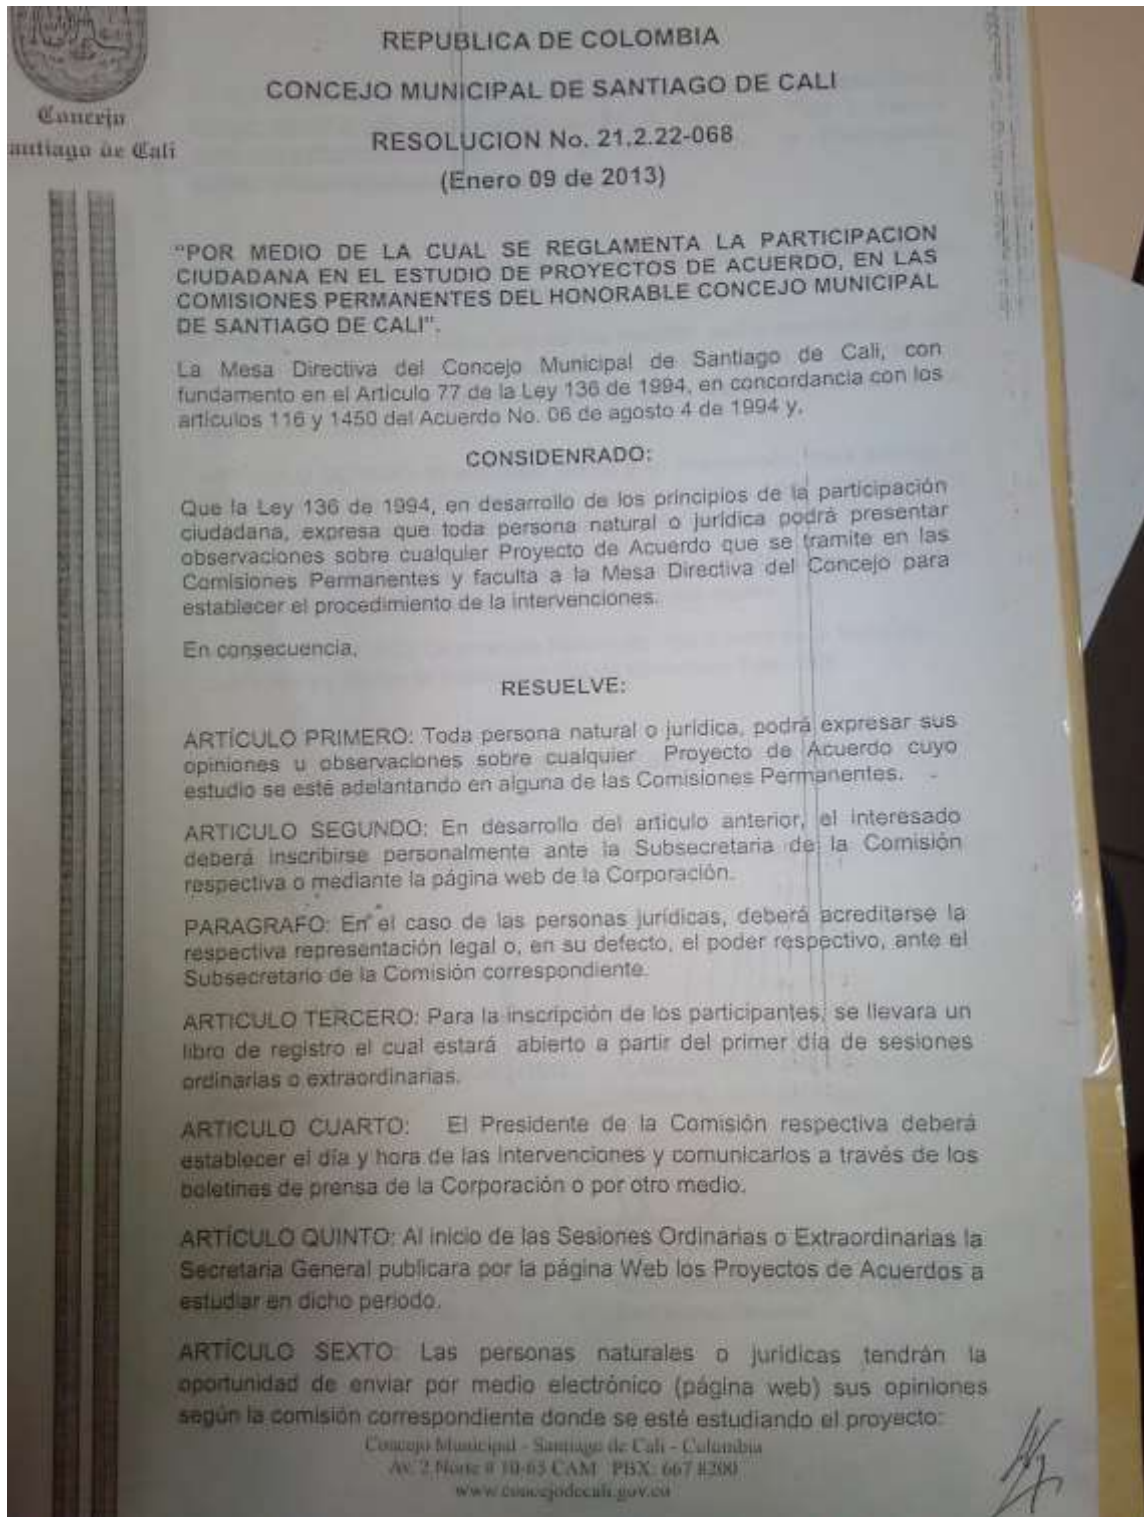 REPUBLICA DE COLOMBIA
CONCEJO MUNICIPAL DE SANTIAGO DE CALI
Concejo
antiago de Cali
RESOLUCION No. 21.2.22-068
(Enero 09 de 2013)
"POR MEDIO DE LA CUAL SE REGLAMENTA LA PARTICIPACION
CIUDADANA EN EL ESTUDIO DE PROYECTOS DE ACUERDO, EN LAS
COMISIONES PERMANENTES DEL HONORABLE CONCEJO MUNICIPAL
DE SANTIAGO DE CALI".
La Mesa Directiva del Concejo Municipal de Santiago de Cali, con
fundamento en el Articulo 77 de la Ley 136 de 1994, en concordancia con los
artículos 116 y 1450 del Acuerdo No. 06 de agosto 4 de 1994 y,
CONSIDENRADO:
Que la Ley 136 de 1994, en desarrollo de los principios de la participación
ciudadana, expresa que toda persona natural o jurídica podrá presentar
observaciones sobre cualquier Proyecto de Acuerdo que se tramite en las
Comisiones Permanentes y faculta a la Mesa Directiva del Concejo para
establecer el procedimiento de la intervenciones.
En consecuencia,
RESUELVE:
ARTÍCULO PRIMERO: Toda persona natural o jurídica, podrá expresar sus
opiniones u observaciones sobre cualquier Proyecto de Acuerdo cuyo
estudio se esté adelantando en alguna de las Comisiones Permanentes.
ARTICULO SEGUNDO: En desarrollo del articulo anterior, el interesado
deberá inscribirse personalmente ante la Subsecretaria de la Comisión
respectiva o mediante la página web de la Corporación.
PARAGRAFO: En el caso de las personas jurídicas, deberá acreditarse la
respectiva representación legal o, en su defecto, el poder respectivo, ante el
Subsecretario de la Comisión correspondiente.
ARTICULO TERCERO: Para la inscripción de los participantes, se llevara un
libro de registro el cual estará abierto a partir del primer día de sesiones
ordinarias o extraordinarias.
ARTICULO CUARTO: El Presidente de la Comisión respectiva deberá
establecer el día y hora de las intervenciones y comunicarlos a través de los
boletines de prensa de la Corporación o por otro medio.
ARTÍCULO QUINTO: Al inicio de las Sesiones Ordinarias o Extraordinarias la
Secretaria General publicara por la página Web los Proyectos de Acuerdos a
estudiar en dicho periodo.
ARTÍCULO SEXTO: Las personas naturales o jurídicas tendrán la
oportunidad de enviar por medio electrónico (página web) sus opiniones
según la comisión correspondiente donde se esté estudiando el proyecto:
Concejo Municipal - Santiago de Cali - Colombia
Av. 2 Norte # 10-65 CAM PBX: 667 8200
www.concejodecali.gov.co